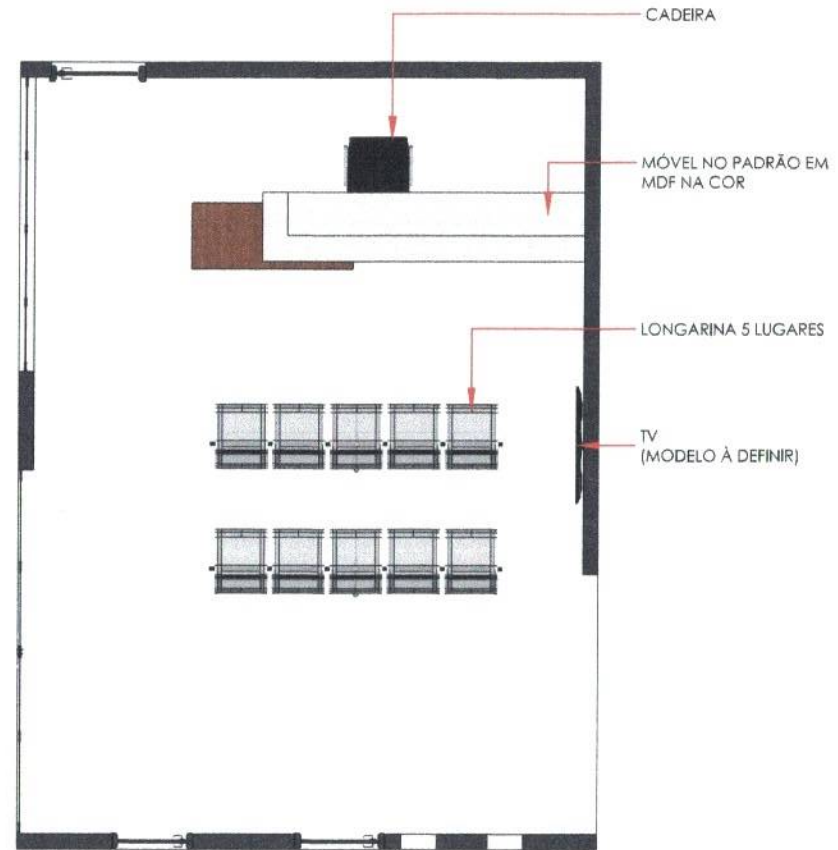 CADEIRA
MÓVEL NO PADRÃO EM
MDF NA COR
LONGARINA 5 LUGARES
TV
(MODELO À DEFINIR)